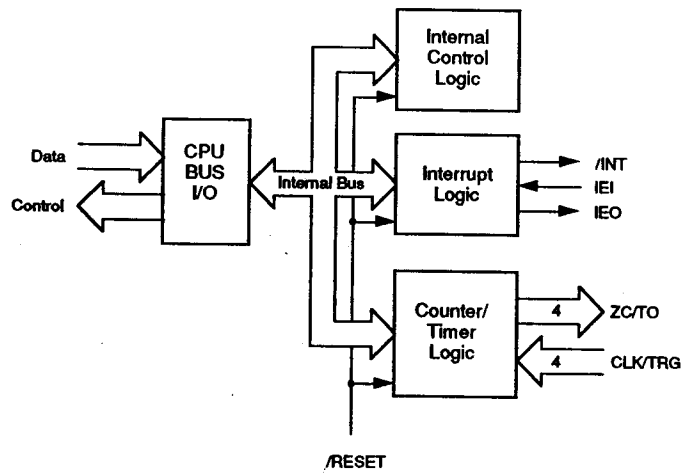 Internal
Control
Logic
Data
Control
CPU
BUS
I/O
Internal Bus
Interrupt
Logic
/INT
IEI
IEO
Counter/
Timer
Logic
4
ZC/TO
4
CLK/TRG
/RESET